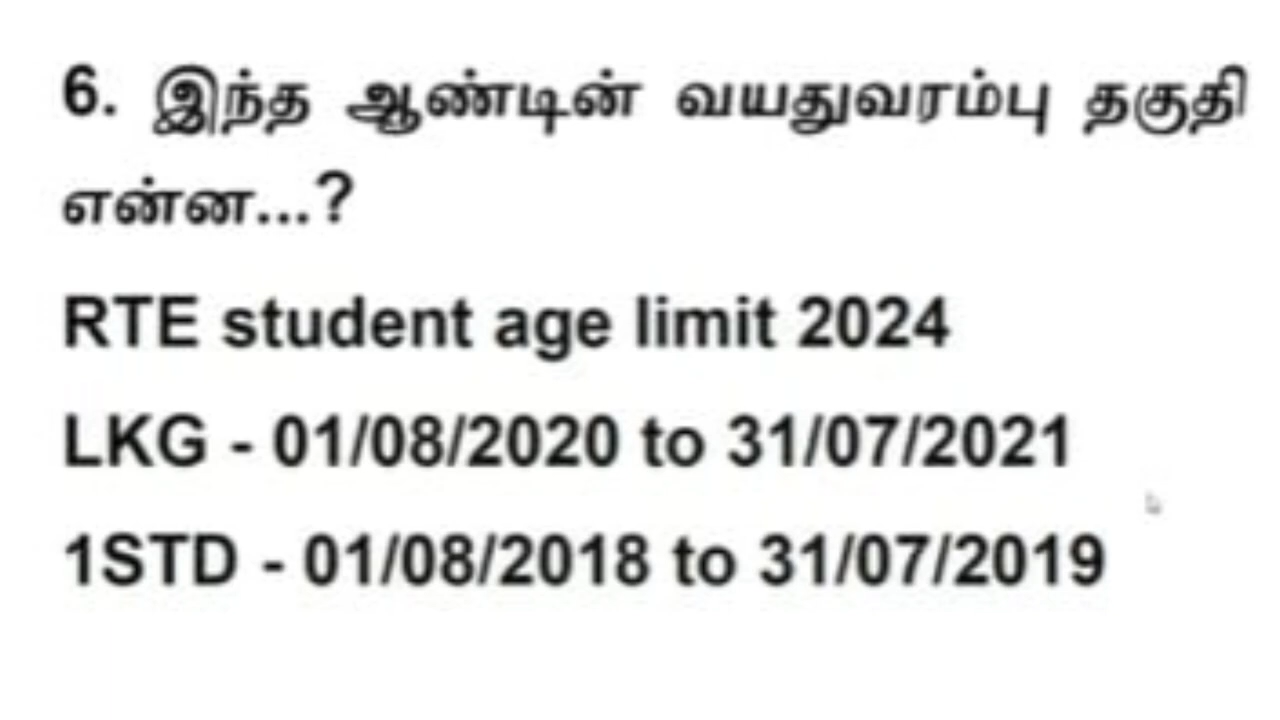 6. இந்த ஆண்டின் வயதுவரம்பு தகுதி
என்ன...?
RTE student age limit 2024
LKG - 01/08/2020 to 31/07/2021
1STD - 01/08/2018 to 31/07/2019